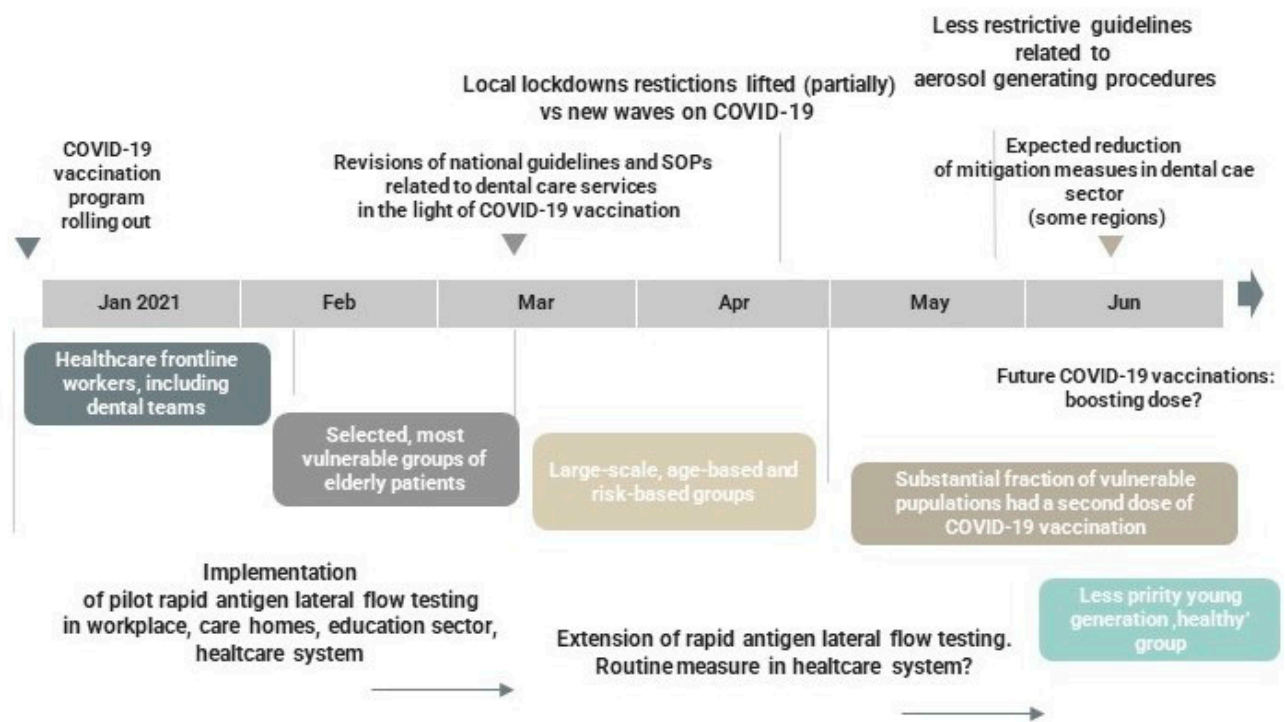 Less restrictive guidelines
related to
aerosol generating procedures
Local lockdowns restictions lifted (partially)
vs new waves on COVID-19
COVID-19
vaccination
program
rolling out
Revisions of national guidelines and SOPs
related to dental care services
in the light of COVID-19 vaccination
Expected reduction
of mitigation measues in dental cae
sector
(some regions)
Jan 2021
Feb
Mar
Apr
May
Jun
Healthcare frontline
workers, including
dental teams
Selected, most
vulnerable groups of
elderly patients
Large-scale, age-based and
risk-based groups
Future COVID-19 vaccinations:
boosting dose?
Substantial fraction of vulnerable
pupulations had a second dose of
COVID-19 vaccination
Implementation
of pilot rapid antigen lateral flow testing
in workplace, care homes, education sector,
healtcare system
Extension of rapid antigen lateral flow testing.
Routine measure in healtcare system?
Less pririty young
generation ,healthy'
group